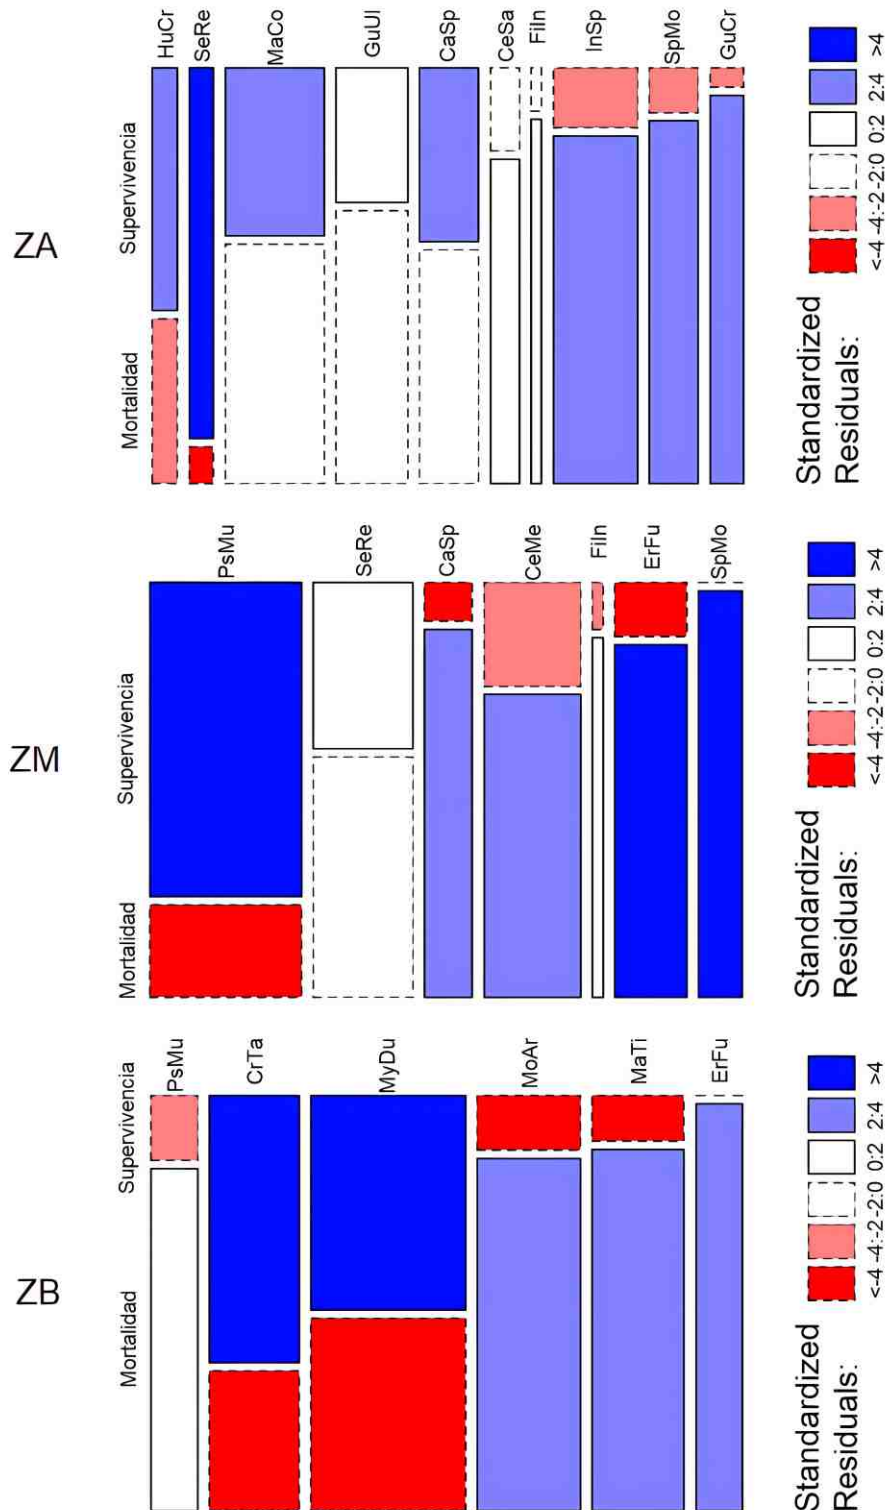 ZA
Mortalidad Supervivencia
HuCr
SeRe
MaCo
GuUl
CaSp
CeSa
FiIn
InSp
SpMo
GuCr
Standardized
Residuals:
<-4 -4:-2 -2:0 0:2 2:4 >4
ZM
Mortalidad Supervivencia
PsMu
SeRe
CaSp
CeMe
FiIn
ErFu
SpMo
Standardized
Residuals:
<-4 -4:-2 -2:0 0:2 2:4 >4
ZB
Mortalidad Supervivencia
PsMu
CrTa
MyDu
MoAr
MaTi
ErFu
Standardized
Residuals:
<-4 -4:-2 -2:0 0:2 2:4 >4